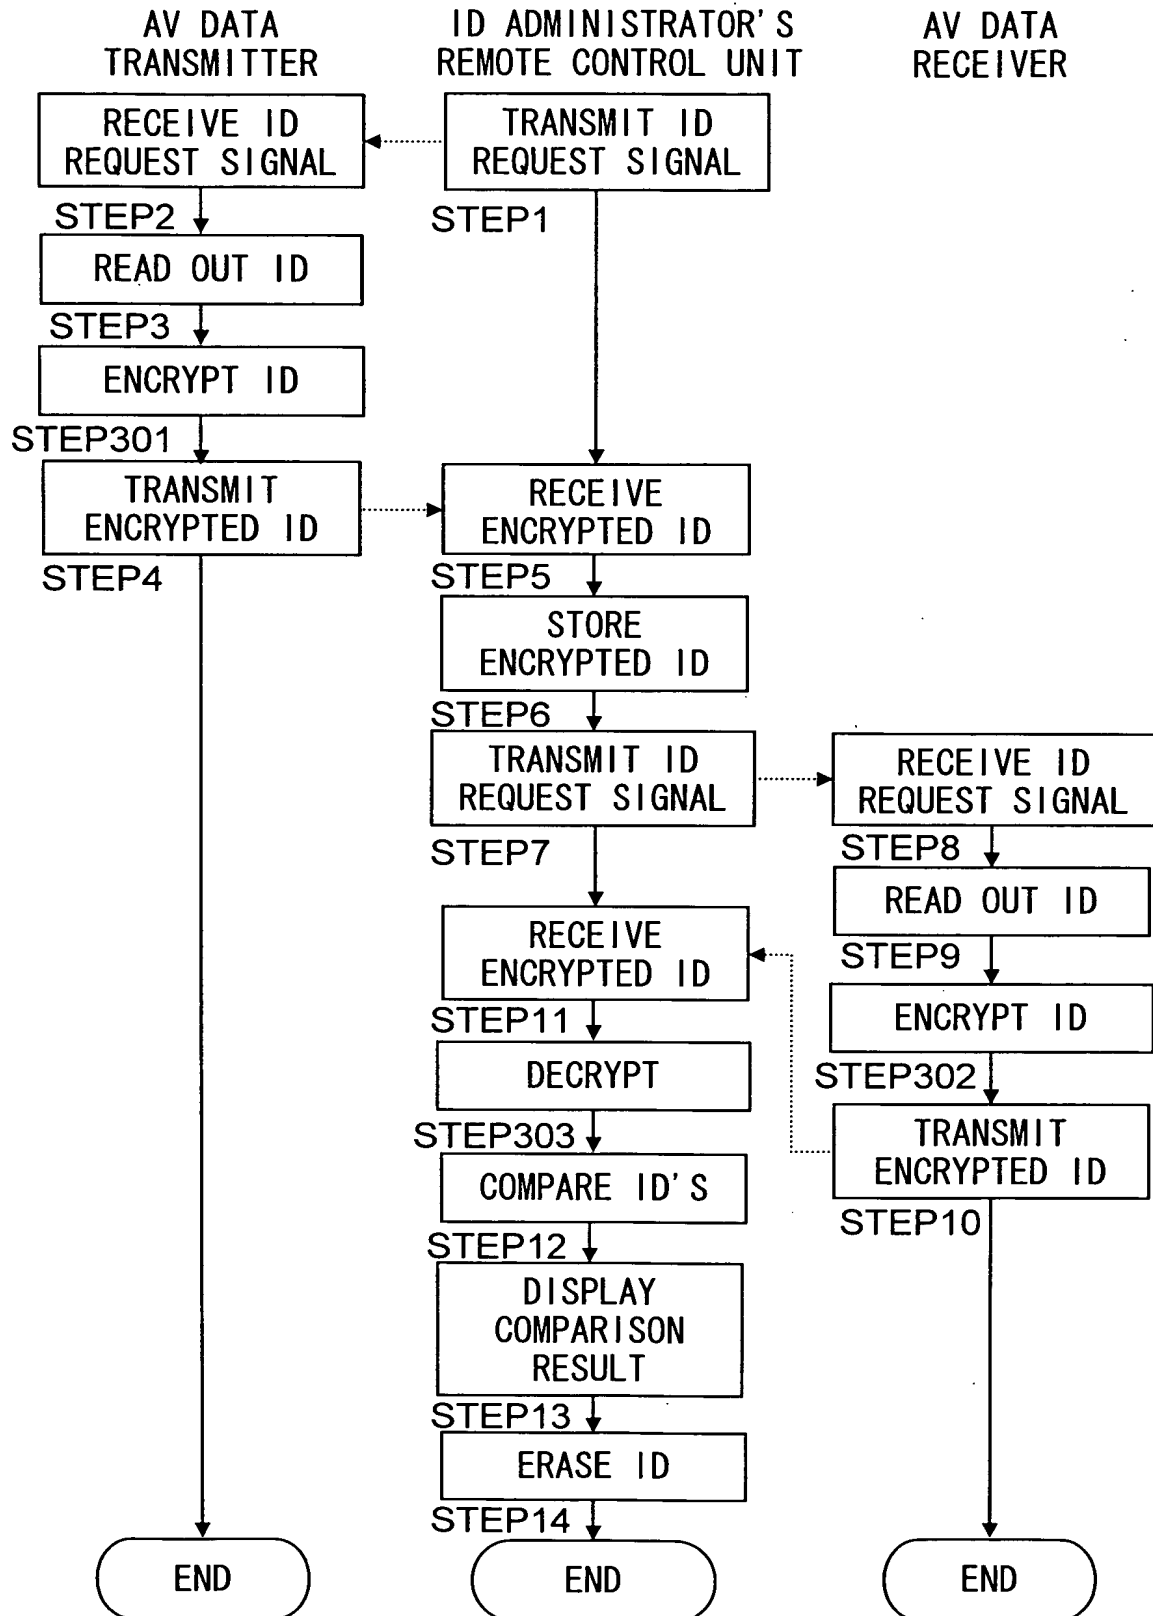 AV DATA
TRANSMITTER
ID ADMINISTRATOR'S
REMOTE CONTROL UNIT
AV DATA
RECEIVER
RECEIVE ID
REQUEST SIGNAL
TRANSMIT ID
REQUEST SIGNAL
STEP2
STEP1
READ OUT ID
STEP3
ENCRYPT ID
STEP301
TRANSMIT
ENCRYPTED ID
RECEIVE
ENCRYPTED ID
STEP4
STEP5
STORE
ENCRYPTED ID
STEP6
TRANSMIT ID
REQUEST SIGNAL
RECEIVE ID
REQUEST SIGNAL
STEP7
STEP8
READ OUT ID
RECEIVE
ENCRYPTED ID
STEP9
STEP11
ENCRYPT ID
DECRYPT
STEP302
STEP303
TRANSMIT
ENCRYPTED ID
COMPARE ID'S
STEP10
STEP12
DISPLAY
COMPARISON
RESULT
STEP13
ERASE ID
STEP14
END
END
END